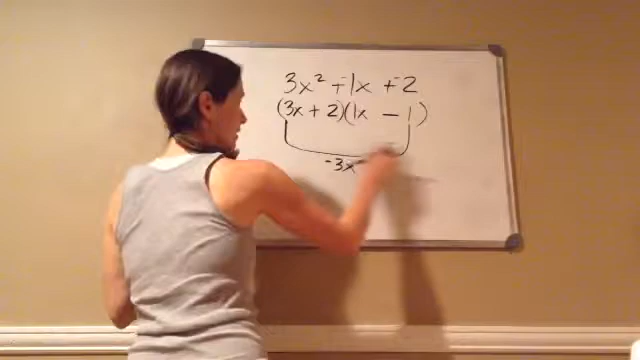 3x² + ⁻1x + ⁻2
(3x + 2)(1x - 1)
⁻3x